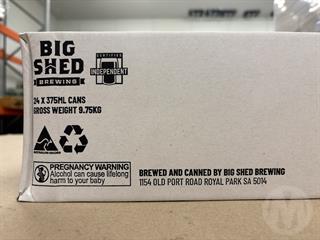 BIG
SHED
BREWING
CERTIFIED
INDEPENDENT
24 X 375ML CANS
GROSS WEIGHT 9.75KG
PREGNANCY WARNING
Alcohol can cause lifelong
harm to your baby
BREWED AND CANNED BY BIG SHED BREWING
1154 OLD PORT ROAD ROYAL PARK SA 5014